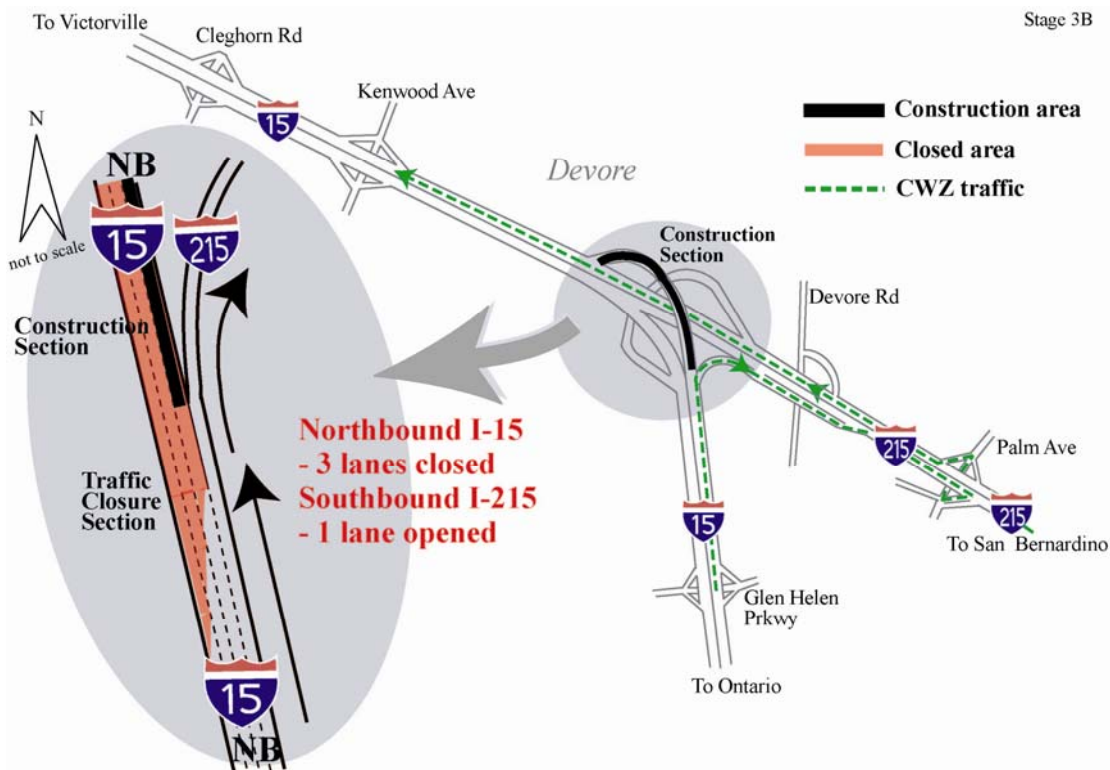 To Victorville
Stage 3B
Cleghorn Rd
Kenwood Ave
15
Construction area
Closed area
CWZ traffic
N
NB
15
215
not to scale
Devore
Construction
Section
Devore Rd
Construction
Section
Northbound I-15
- 3 lanes closed
Southbound I-215
- 1 lane opened
Traffic
Closure
Section
215
Palm Ave
215
To San Bernardino
15
Glen Helen
Prkwy
To Ontario
15
NB